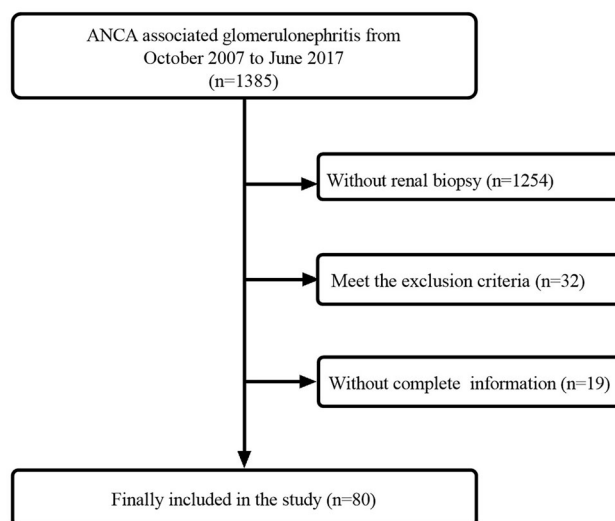 ANCA associated glomerulonephritis from
October 2007 to June 2017
(n=1385)
Without renal biopsy (n=1254)
Meet the exclusion criteria (n=32)
Without complete information (n=19)
Finally included in the study (n=80)